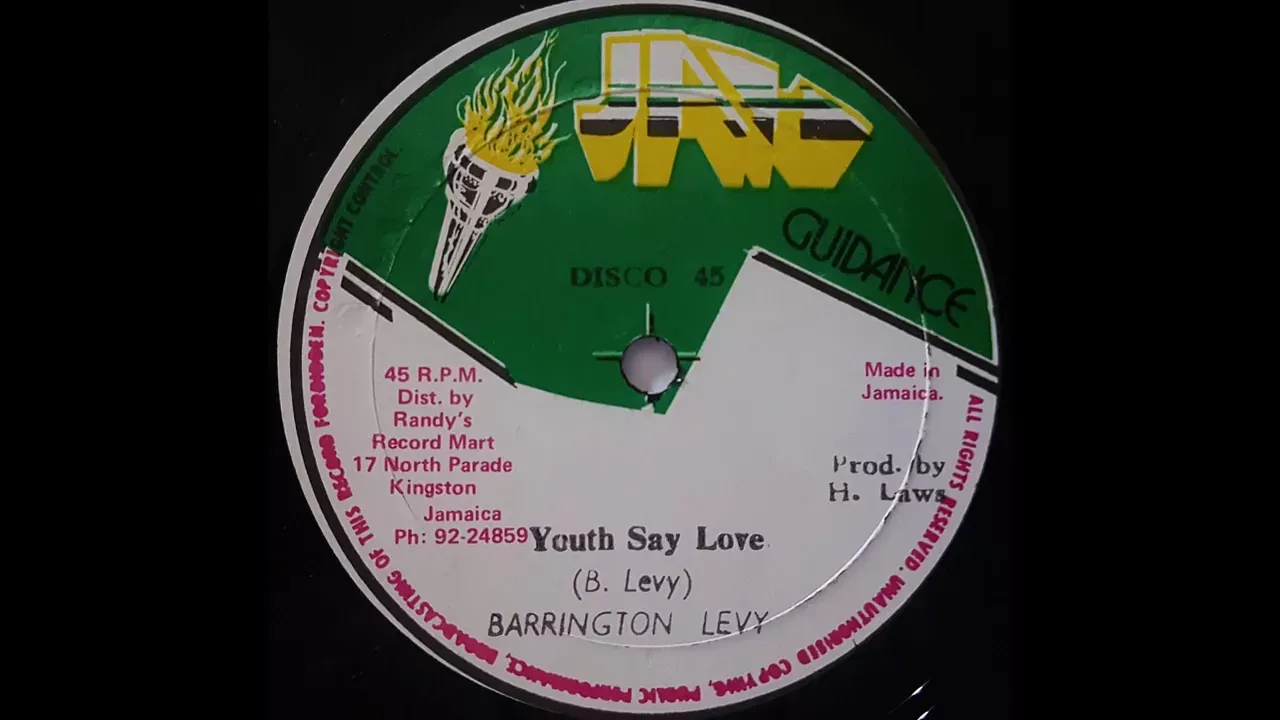 JAH
GUIDANCE
DISCO 45
45 R.P.M.
Dist. by
Randy's
Record Mart
17 North Parade
Kingston
Jamaica
Ph: 92-24859
Made in
Jamaica.
Prod. by
H. Laws
Youth Say Love
(B. Levy)
BARRINGTON LEVY
ALL RIGHTS RESERVED. UNAUTHORISED COPYING, PUBLIC PERFORMANCE, BROADCASTING OF THIS RECORD FORBIDDEN. COPYRIGHT CONTROL.